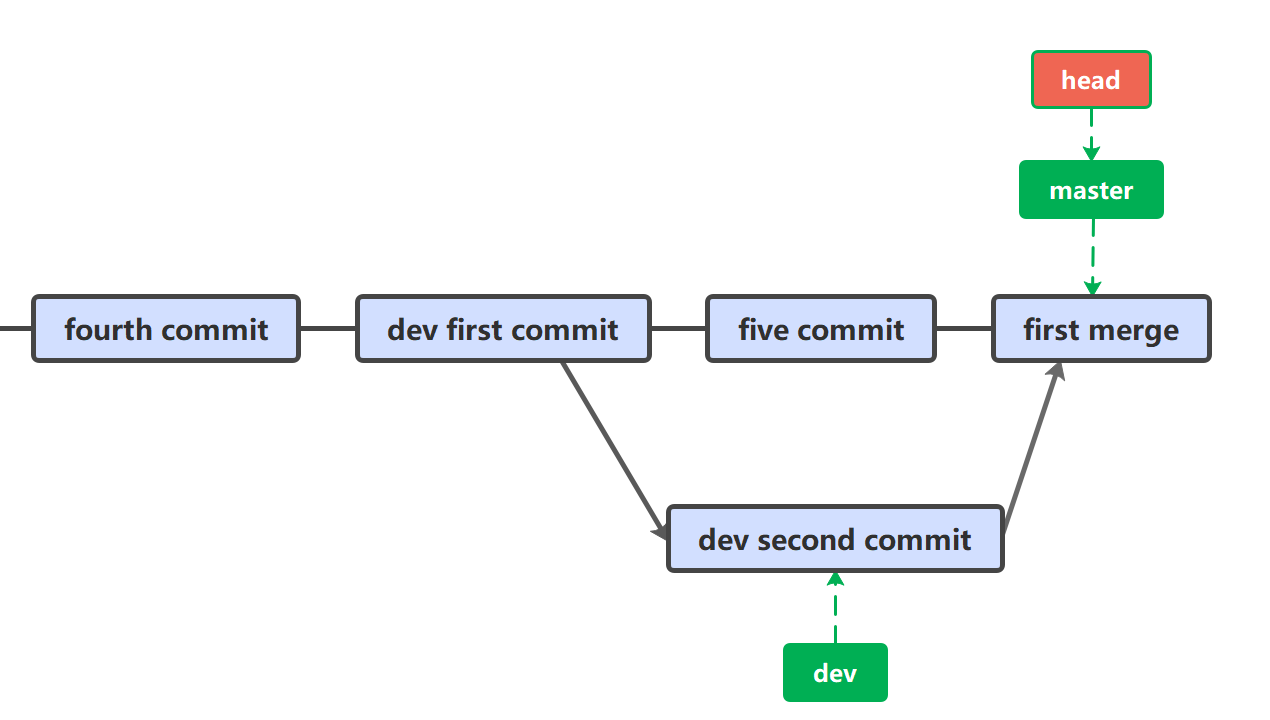 head
master
fourth commit
dev first commit
five commit
first merge
dev second commit
dev